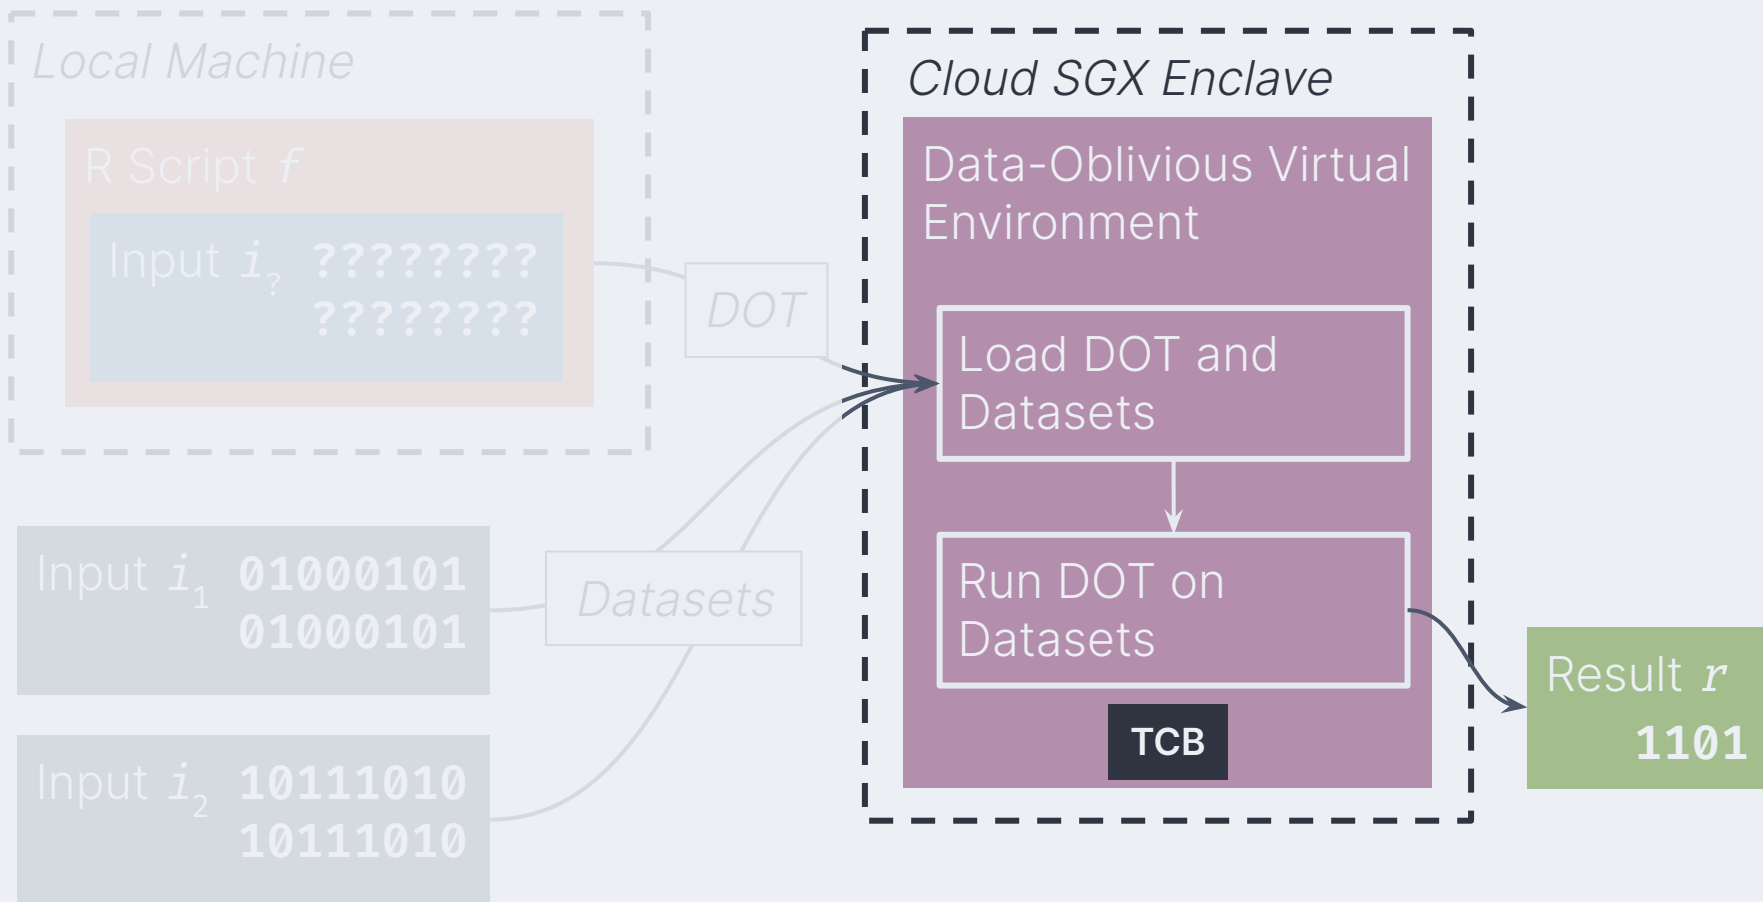 Local Machine
R Script f
Input i? ????????
????????
DOT
Input i1 01000101
01000101
Datasets
Input i2 10111010
10111010
Cloud SGX Enclave
Data-Oblivious Virtual
Environment
Load DOT and
Datasets
Run DOT on
Datasets
TCB
Result r
1101